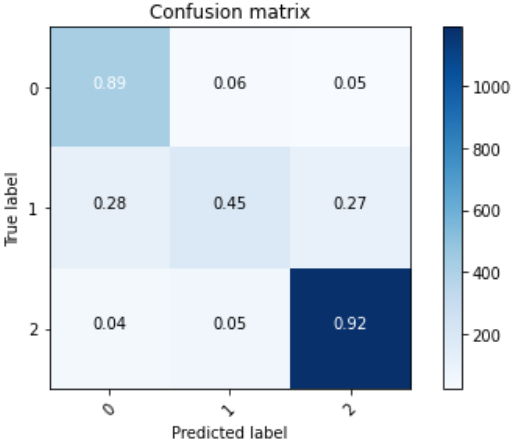 Confusion matrix
0 0.89 0.06 0.05
1 0.28 0.45 0.27
2 0.04 0.05 0.92
True label
0 1 2
Predicted label
1000
800
600
400
200